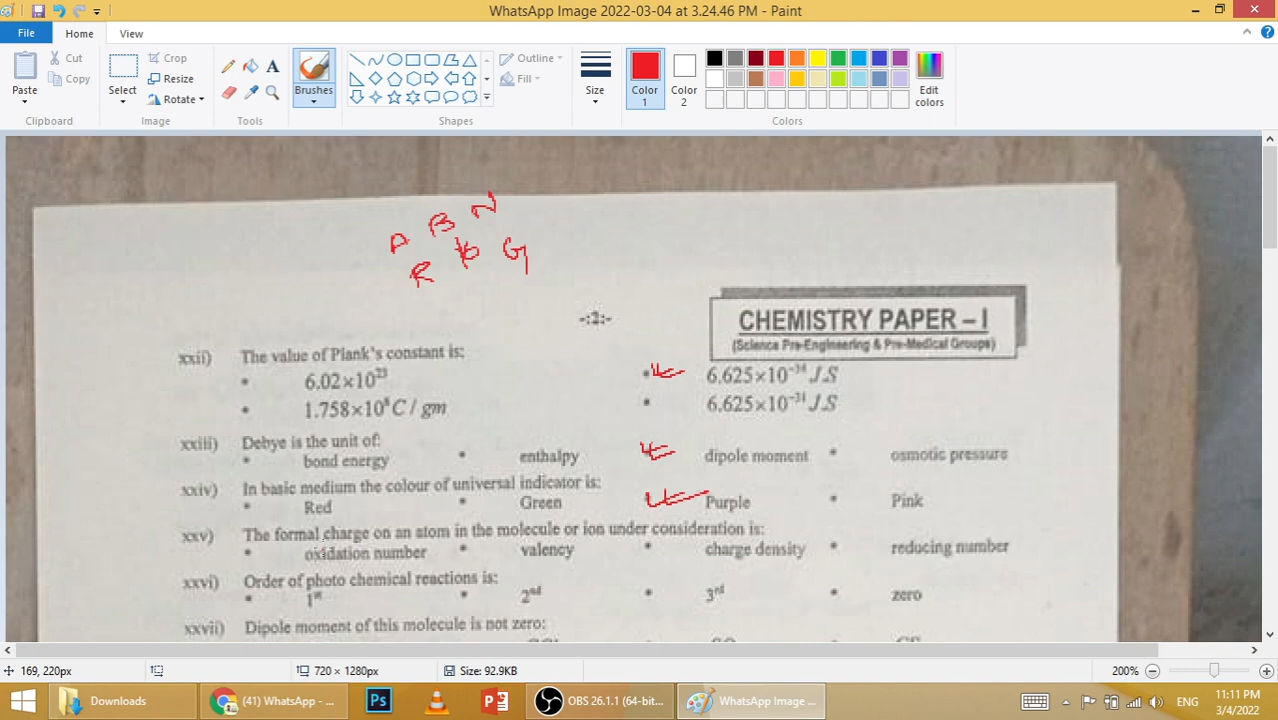 WhatsApp Image 2022-03-04 at 3.24.46 PM - Paint
File Home View
Paste Cut Copy Clipboard
Select Crop Resize Rotate Image
Tools
Brushes
Shapes Outline Fill
Size
Color 1 Color 2 Edit colors Colors
A B N
R G
-:2:-
CHEMISTRY PAPER – I
(Science Pre-Engineering & Pre-Medical Groups)
xxii) The value of Plank's constant is:
* 6.02×10²³ * 6.625×10⁻³⁴ J.S
* 1.758×10⁸ C / gm * 6.625×10⁻³¹ J.S
xxiii) Debye is the unit of:
* bond energy * enthalpy dipole moment * osmotic pressure
xxiv) In basic medium the colour of universal indicator is:
* Red * Green Purple * Pink
xxv) The formal charge on an atom in the molecule or ion under consideration is:
* oxidation number * valency * charge density * reducing number
xxvi) Order of photo chemical reactions is:
* 1st * 2nd * 3rd * zero
xxvii) Dipole moment of this molecule is not zero:
169, 220px 720 × 1280px Size: 92.9KB 200%
Downloads (41) WhatsApp - ... OBS 26.1.1 (64-bit... WhatsApp Image ... ENG 11:11 PM
3/4/2022